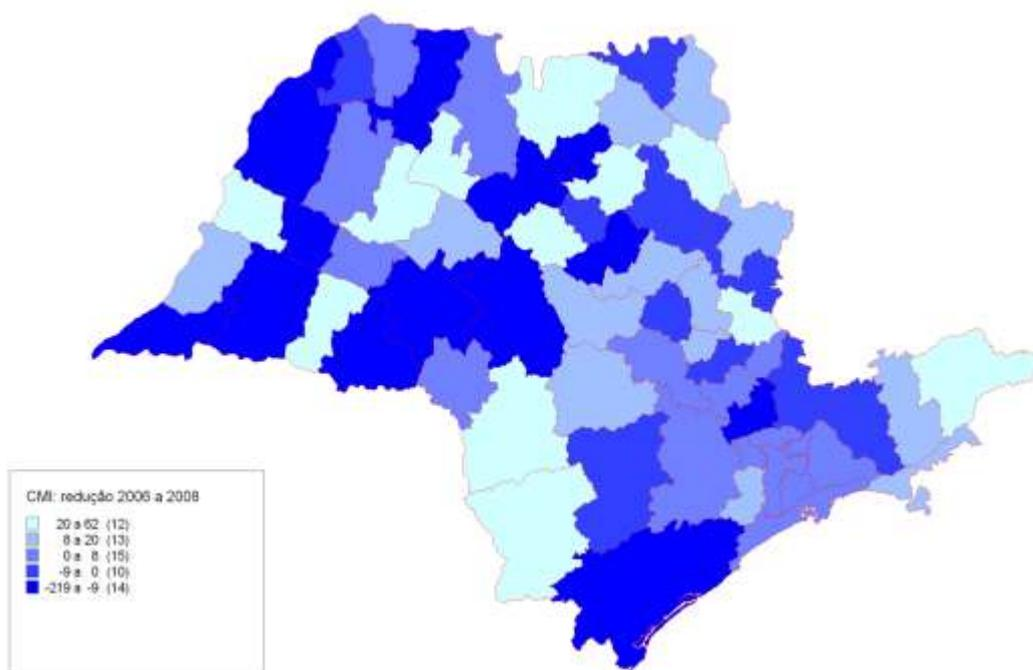 CMI: redução 2006 a 2008
20 a 62 (12)
8 a 20 (13)
0 a 8 (15)
-9 a 0 (10)
-219 a -9 (14)